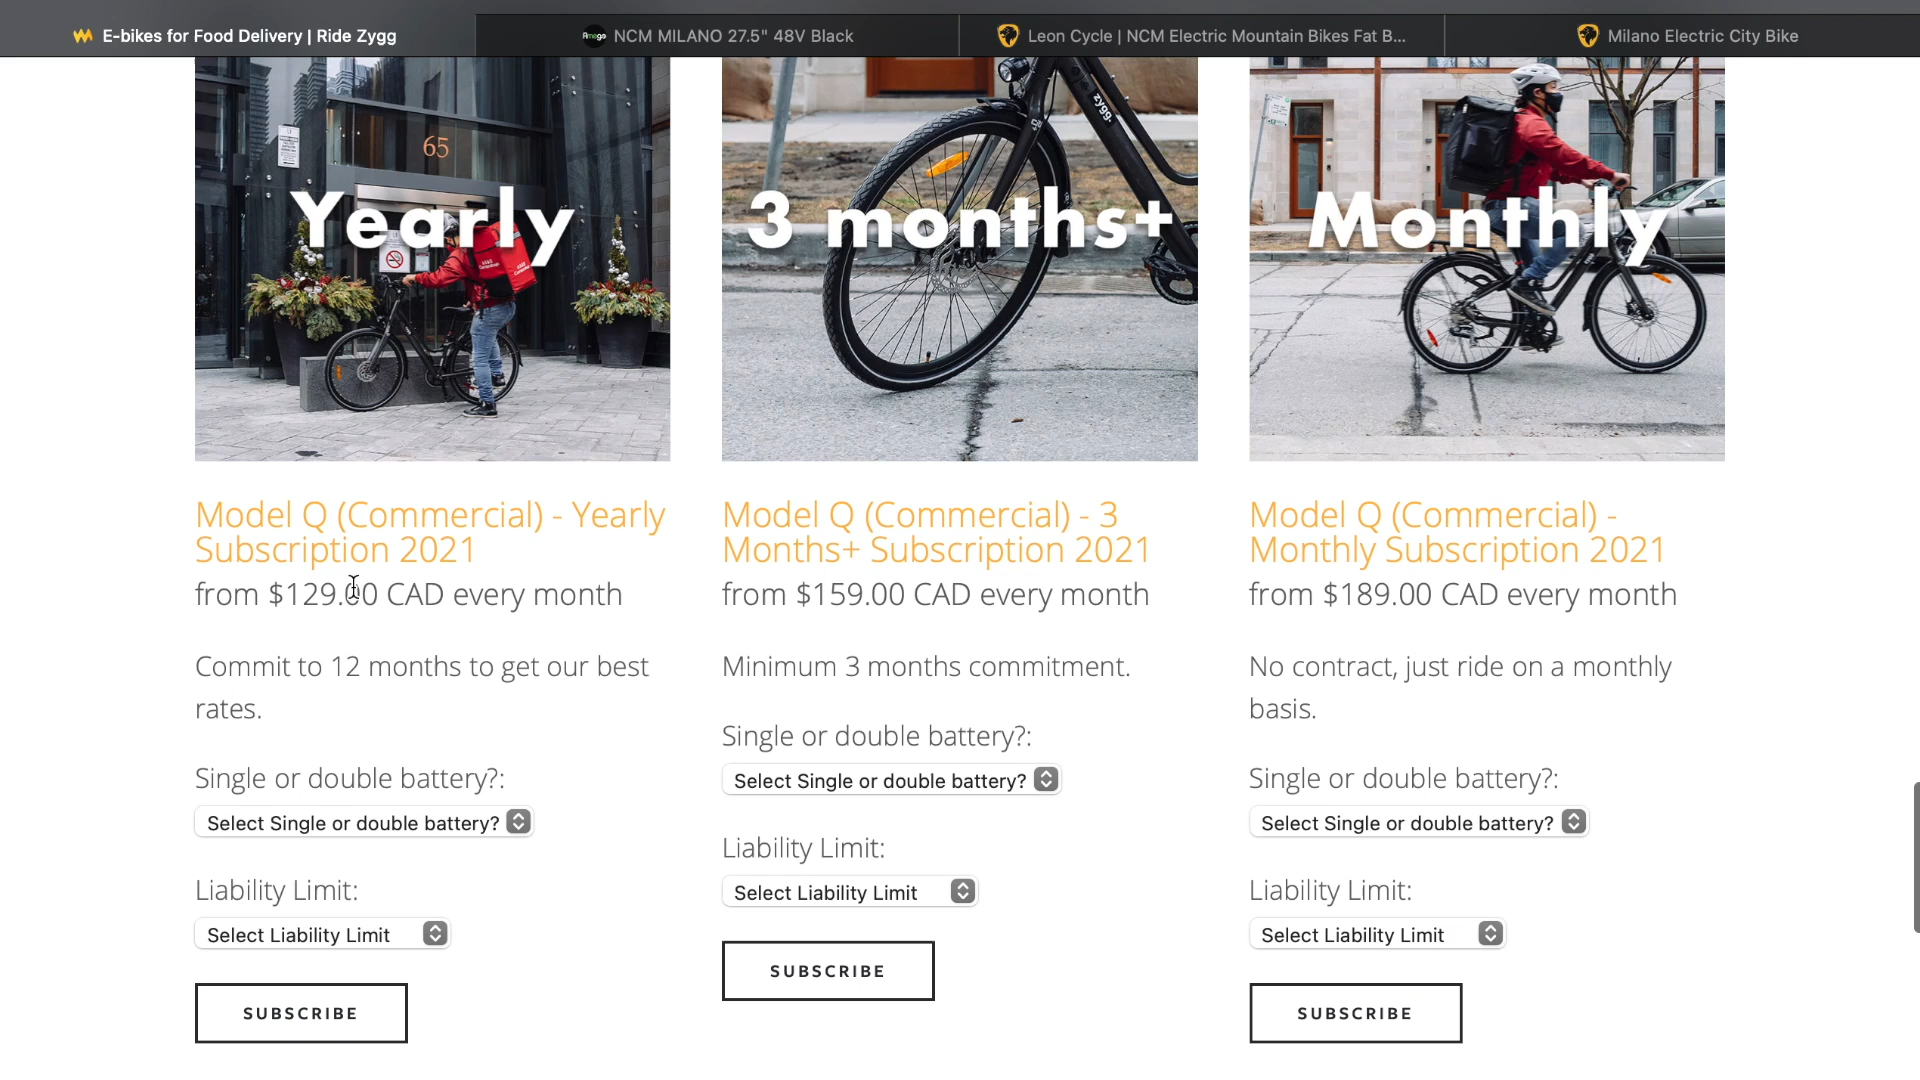 E-bikes for Food Delivery | Ride Zygg
Amego
NCM MILANO 27.5" 48V Black
Leon Cycle | NCM Electric Mountain Bikes Fat B...
Milano Electric City Bike
65
zygg.
Yearly
3 months+
Monthly
Model Q (Commercial) - Yearly
Subscription 2021
from $129.00 CAD every month
Commit to 12 months to get our best
rates.
Single or double battery?:
Select Single or double battery?
Liability Limit:
Select Liability Limit
SUBSCRIBE
Model Q (Commercial) - 3
Months+ Subscription 2021
from $159.00 CAD every month
Minimum 3 months commitment.
Single or double battery?:
Select Single or double battery?
Liability Limit:
Select Liability Limit
SUBSCRIBE
Model Q (Commercial) -
Monthly Subscription 2021
from $189.00 CAD every month
No contract, just ride on a monthly
basis.
Single or double battery?:
Select Single or double battery?
Liability Limit:
Select Liability Limit
SUBSCRIBE